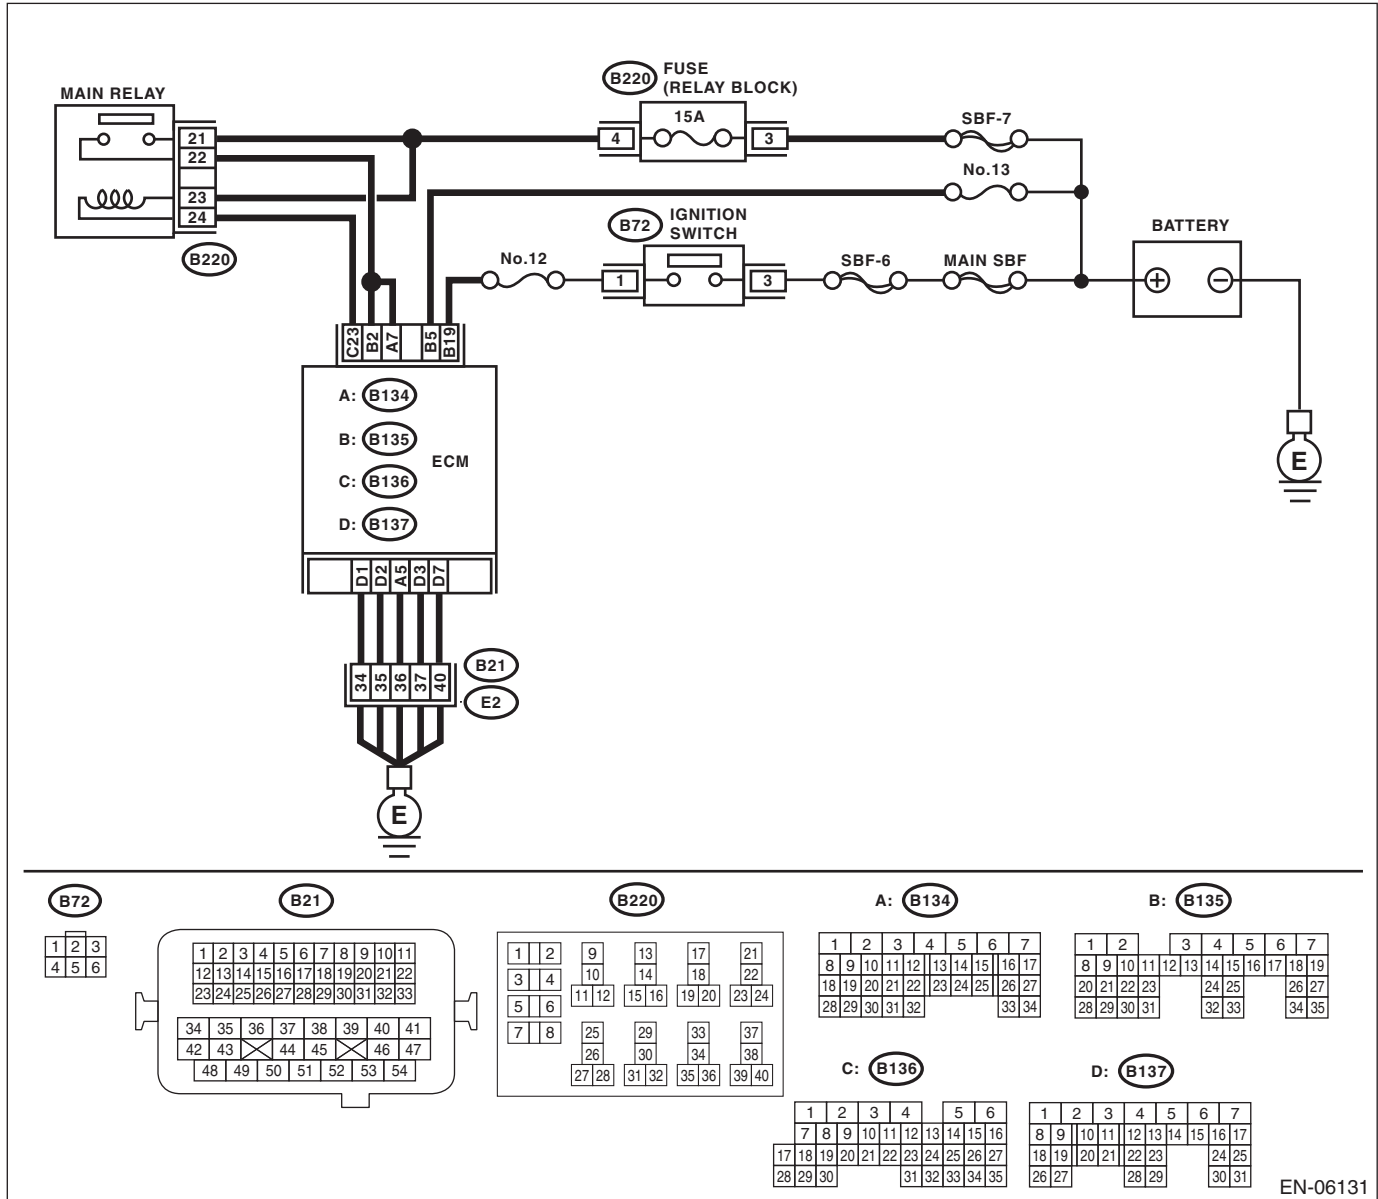 B220 FUSE
(RELAY BLOCK)
MAIN RELAY
15A
SBF-7
21
4
3
22
No.13
23
24
B72 IGNITION
SWITCH
BATTERY
B220
No.12
1
3
SBF-6
MAIN SBF
+
−
C23 B2 A7 B5 B19
A: B134
B: B135
ECM
C: B136
D: B137
E
D1 D2 A5 D3 D7
34 35 36 37 40
B21
E2
E
B72
1 2 3
4 5 6
B21
1 2 3 4 5 6 7 8 9 10 11
12 13 14 15 16 17 18 19 20 21 22
23 24 25 26 27 28 29 30 31 32 33
34 35 36 37 38 39 40 41
42 43 44 45 46 47
48 49 50 51 52 53 54
B220
1 2 9 13 17 21
3 4 10 14 18 22
11 12 15 16 19 20 23 24
5 6
7 8 25 29 33 37
26 30 34 38
27 28 31 32 35 36 39 40
A: B134
1 2 3 4 5 6 7
8 9 10 11 12 13 14 15 16 17
18 19 20 21 22 23 24 25 26 27
28 29 30 31 32 33 34
B: B135
1 2 3 4 5 6 7
8 9 10 11 12 13 14 15 16 17 18 19
20 21 22 23 24 25 26 27
28 29 30 31 32 33 34 35
C: B136
1 2 3 4 5 6
7 8 9 10 11 12 13 14 15 16
17 18 19 20 21 22 23 24 25 26 27
28 29 30 31 32 33 34 35
D: B137
1 2 3 4 5 6 7
8 9 10 11 12 13 14 15 16 17
18 19 20 21 22 23 24 25
26 27 28 29 30 31
EN-06131